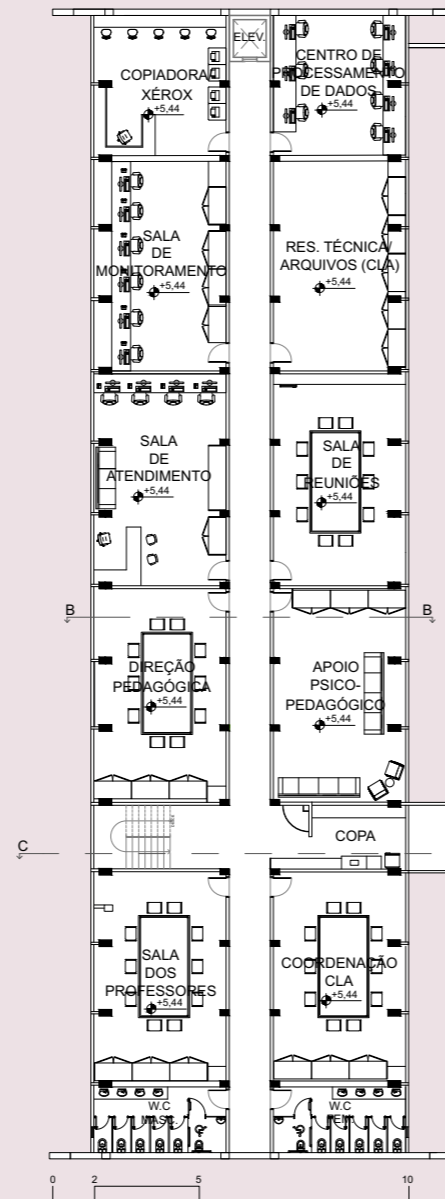 ELEV.
COPIADORA/
XÉROX
+5,44
CENTRO DE
PROCESSAMENTO
DE DADOS
+5,44
SALA
DE
MONITORAMENTO
+5,44
RES. TÉCNICA/
ARQUIVOS (CLA)
+5,44
SALA
DE
ATENDIMENTO
+5,44
SALA
DE
REUNIÕES
+5,44
B
B
DIREÇÃO
PEDAGÓGICA
+5,44
APOIO
PSICO-
PEDAGÓGICO
+5,44
COPA
C
SALA
DOS
PROFESSORES
+5,44
COORDENAÇÃO
CLA
+5,44
W.C
MASC.
W.C
FEM.
0 2 5 10